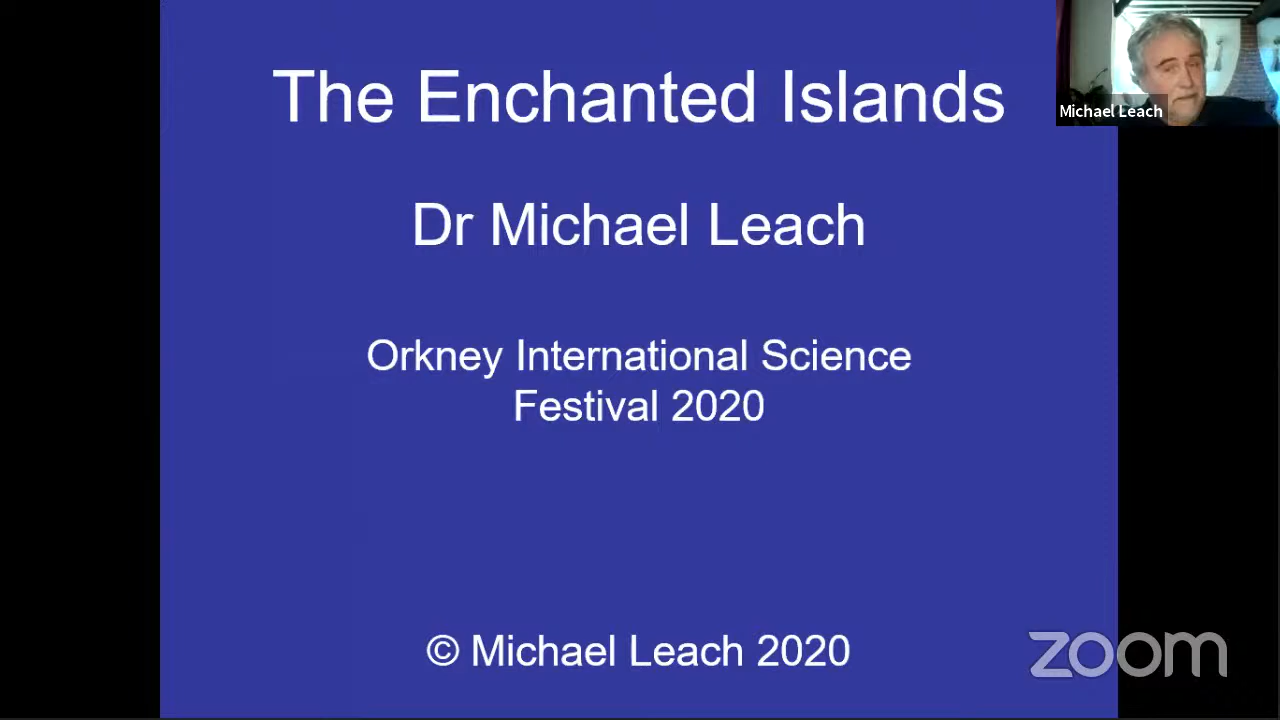 The Enchanted Islands
Michael Leach
Dr Michael Leach
Orkney International Science
Festival 2020
© Michael Leach 2020
zoom